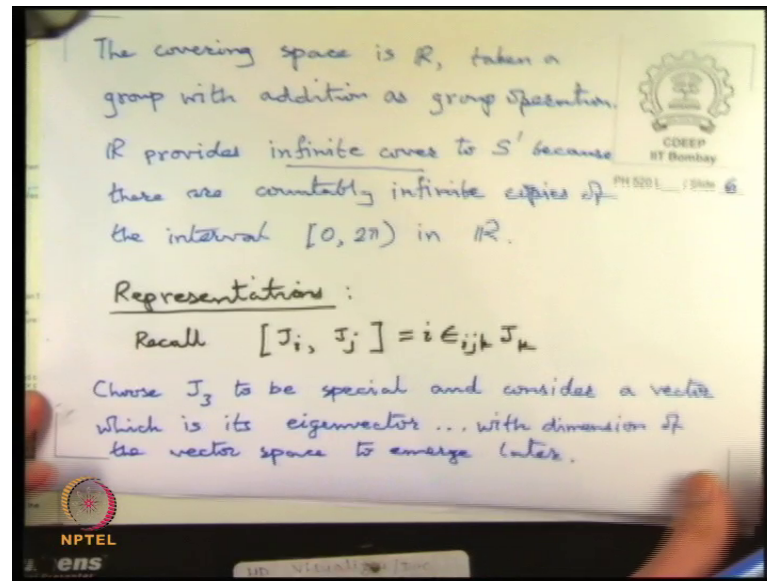 The covering space is ℝ, taken a
group with addition as group operation.
ℝ provides infinite cover to S¹ because
there are countably infinite copies of
the interval [0, 2π) in ℝ.
CDEEP
IIT Bombay
PH 520 L / Slide 6
Representations :
Recall [J_i, J_j] = i ϵ_ijk J_k
Choose J_3 to be special and consider a vector
which is its eigenvector ... with dimension of
the vector space to emerge later.
NPTEL
ens